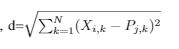 , d=√∑_{k=1}^{N}(X_{i,k} − P_{j,k})²